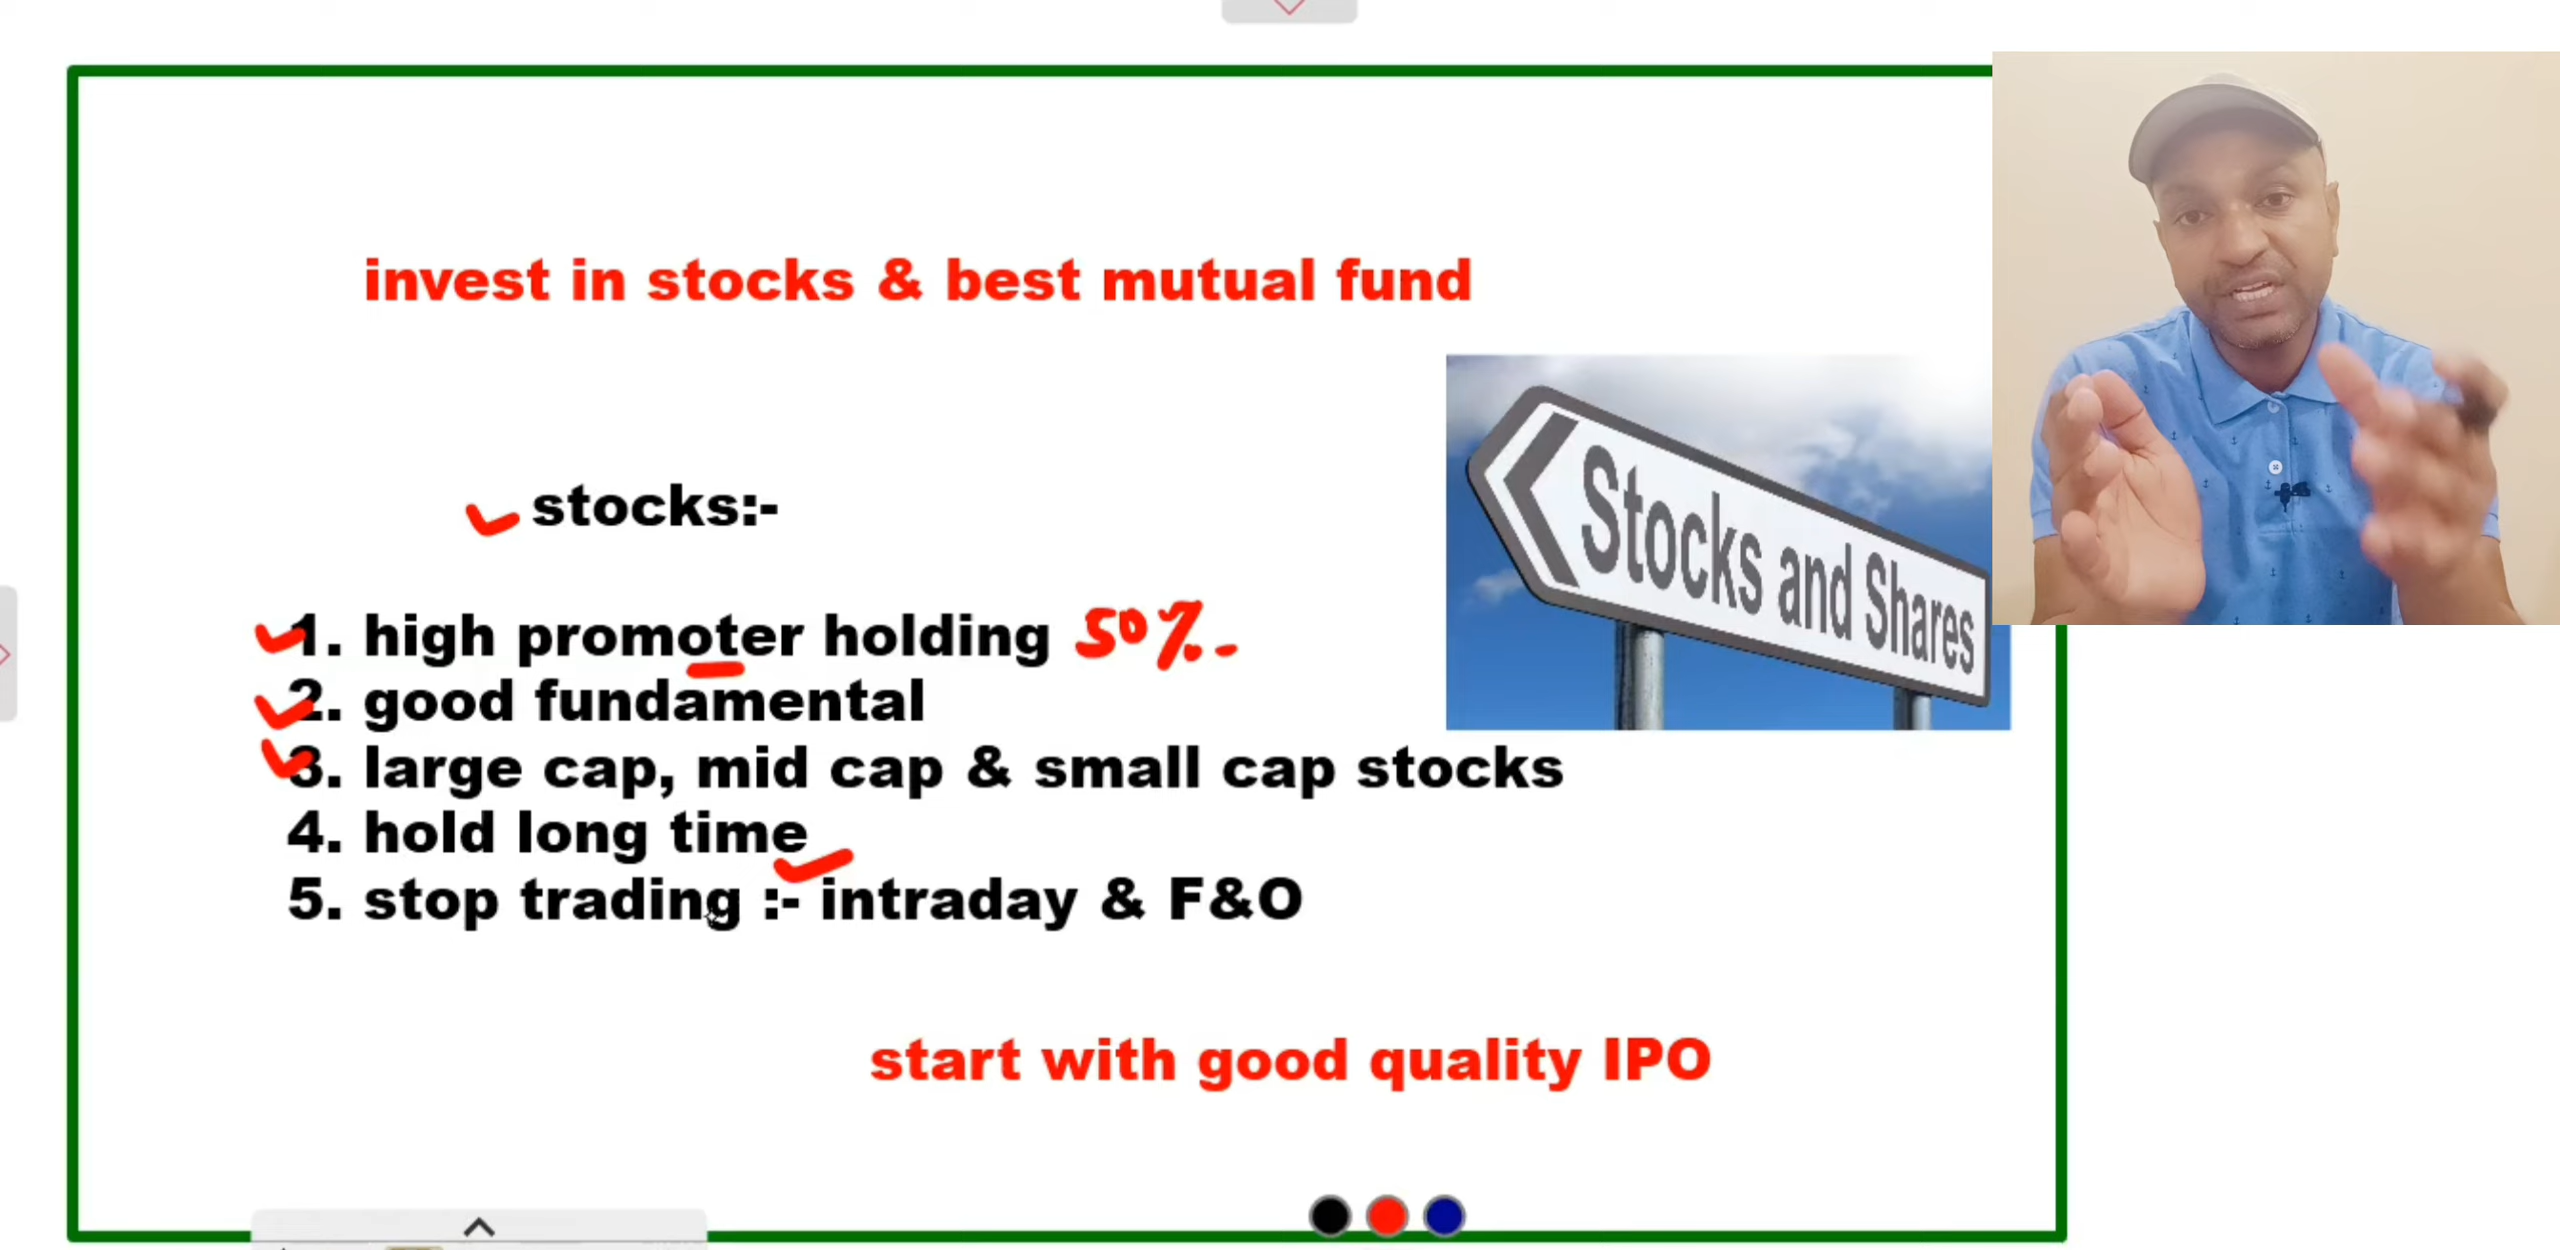 invest in stocks & best mutual fund
Stocks and Shares
stocks:-
1. high promoter holding 50%-
2. good fundamental
3. large cap, mid cap & small cap stocks
4. hold long time
5. stop trading :- intraday & F&O
start with good quality IPO